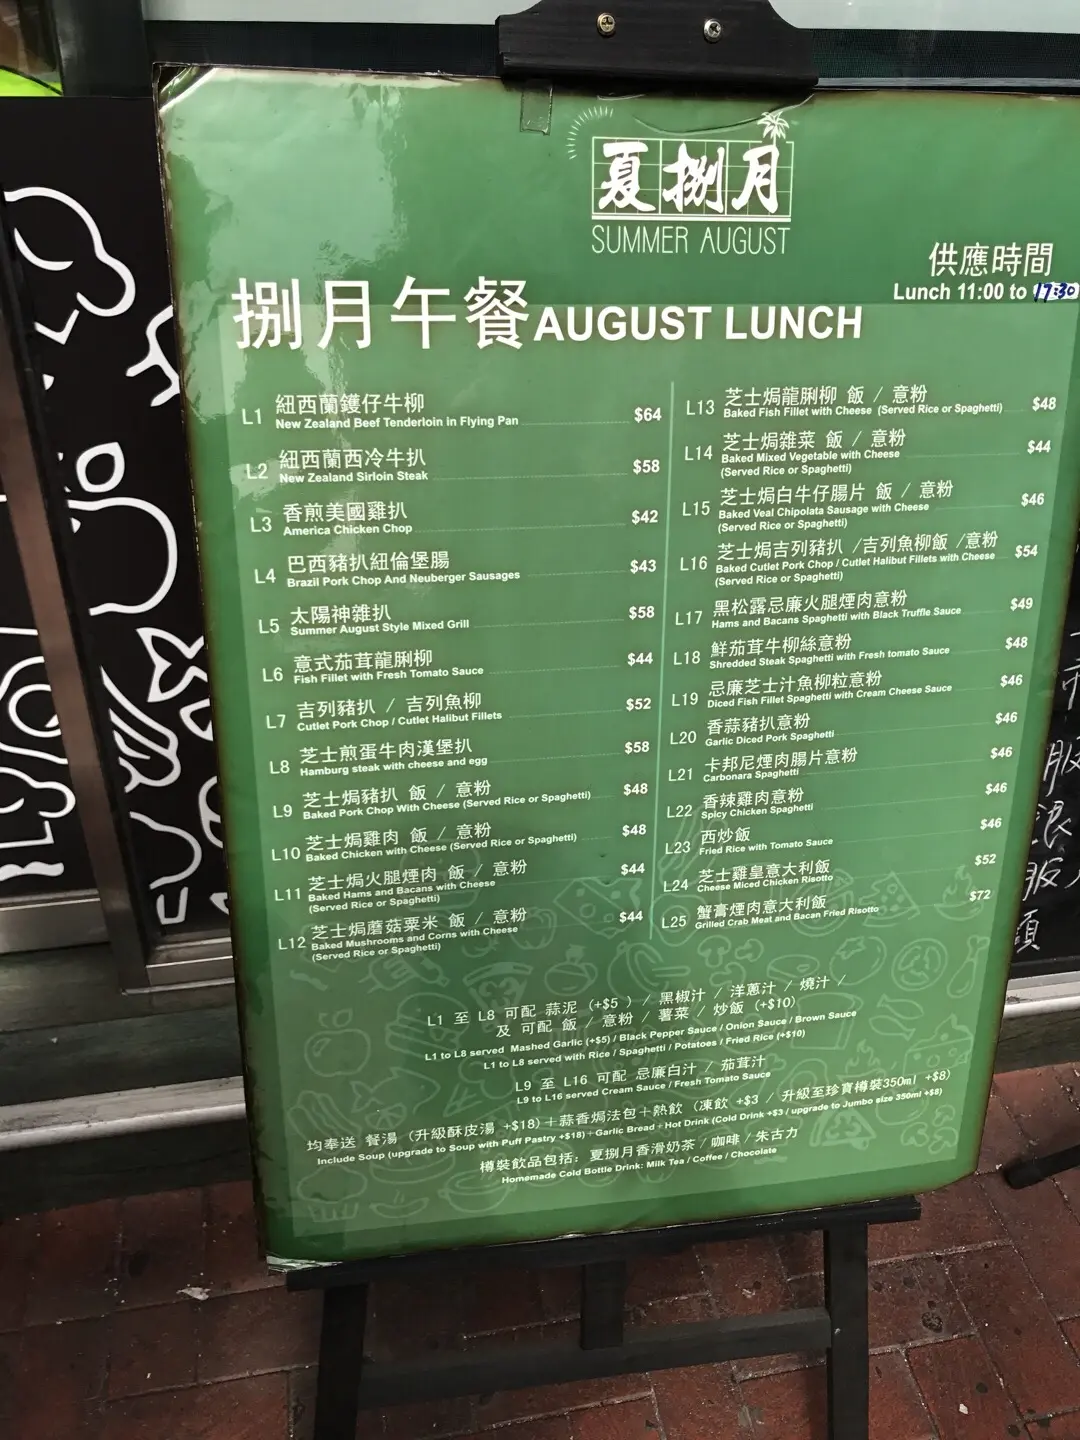 夏捌月
SUMMER AUGUST
供應時間
Lunch 11:00 to 17:30
捌月午餐AUGUST LUNCH
L1 紐西蘭鑊仔牛柳 $64
New Zealand Beef Tenderloin in Flying Pan
L2 紐西蘭西冷牛扒 $58
New Zealand Sirloin Steak
L3 香煎美國雞扒 $42
America Chicken Chop
L4 巴西豬扒紐倫堡腸 $43
Brazil Pork Chop And Neuberger Sausages
L5 太陽神雜扒 $58
Summer August Style Mixed Grill
L6 意式茄茸龍脷柳 $44
Fish Fillet with Fresh Tomato Sauce
L7 吉列豬扒 / 吉列魚柳 $52
Cutlet Pork Chop / Cutlet Halibut Fillets
L8 芝士煎蛋牛肉漢堡扒 $58
Hamburg steak with cheese and egg
L9 芝士焗豬扒 飯 / 意粉 $48
Baked Pork Chop With Cheese (Served Rice or Spaghetti)
L10 芝士焗雞肉 飯 / 意粉 $48
Baked Chicken with Cheese (Served Rice or Spaghetti)
L11 芝士焗火腿煙肉 飯 / 意粉 $44
Baked Hams and Bacans with Cheese
(Served Rice or Spaghetti)
L12 芝士焗蘑菇粟米 飯 / 意粉 $44
Baked Mushrooms and Corns with Cheese
(Served Rice or Spaghetti)
L13 芝士焗龍脷柳 飯 / 意粉 $48
Baked Fish Fillet with Cheese (Served Rice or Spaghetti)
L14 芝士焗雜菜 飯 / 意粉 $44
Baked Mixed Vegetable with Cheese
(Served Rice or Spaghetti)
L15 芝士焗白牛仔腸片 飯 / 意粉 $46
Baked Veal Chipolata Sausage with Cheese
(Served Rice or Spaghetti)
L16 芝士焗吉列豬扒 /吉列魚柳飯 /意粉 $54
Baked Cutlet Pork Chop / Cutlet Halibut Fillets with Cheese
(Served Rice or Spaghetti)
L17 黑松露忌廉火腿煙肉意粉 $49
Hams and Bacans Spaghetti with Black Truffle Sauce
L18 鮮茄茸牛柳絲意粉 $48
Shredded Steak Spaghetti with Fresh tomato Sauce
L19 忌廉芝士汁魚柳粒意粉 $46
Diced Fish Fillet Spaghetti with Cream Cheese Sauce
L20 香蒜豬扒意粉 $46
Garlic Diced Pork Spaghetti
L21 卡邦尼煙肉腸片意粉 $46
Carbonara Spaghetti
L22 香辣雞肉意粉 $46
Spicy Chicken Spaghetti
L23 西炒飯 $46
Fried Rice with Tomato Sauce
L24 芝士雞皇意大利飯 $52
Cheese Miced Chicken Risotto
L25 蟹膏煙肉意大利飯 $72
Grilled Crab Meat and Bacan Fried Risotto
L1 至 L8 可配 蒜泥 (+$5 ) / 黑椒汁 / 洋蔥汁 / 燒汁 /
及 可配 飯 / 意粉 / 薯菜 / 炒飯 (+$10)
L1 to L8 served Mashed Garlic (+$5) / Black Pepper Sauce / Onion Sauce / Brown Sauce
L1 to L8 served with Rice / Spaghetti / Potatoes / Fried Rice (+$10)
L9 至 L16 可配 忌廉白汁 / 茄茸汁
L9 to L16 served Cream Sauce / Fresh Tomato Sauce
均奉送 餐湯 (升級酥皮湯 +$18)＋蒜香焗法包＋熱飲 (凍飲 +$3 / 升級至珍寶樽裝350ml +$8)
Include Soup (upgrade to Soup with Puff Pastry +$18)＋Garlic Bread＋Hot Drink (Cold Drink +$3 / upgrade to Jumbo size 350ml +$8)
樽裝飲品包括: 夏捌月香滑奶茶 / 咖啡 / 朱古力
Homemade Cold Bottle Drink: Milk Tea / Coffee / Chocolate